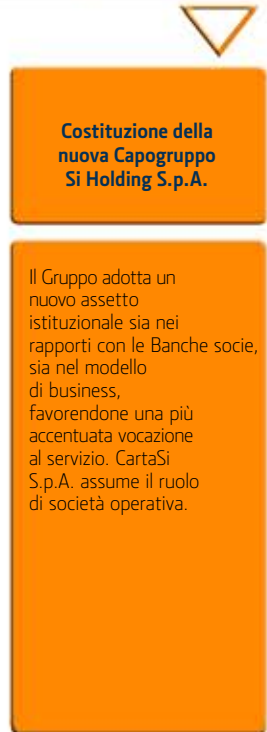 Costituzione della
nuova Capogruppo
Si Holding S.p.A.
Il Gruppo adotta un
nuovo assetto
istituzionale sia nei
rapporti con le Banche socie,
sia nel modello
di business,
favorendone una più
accentuata vocazione
al servizio. CartaSi
S.p.A. assume il ruolo
di società operativa.